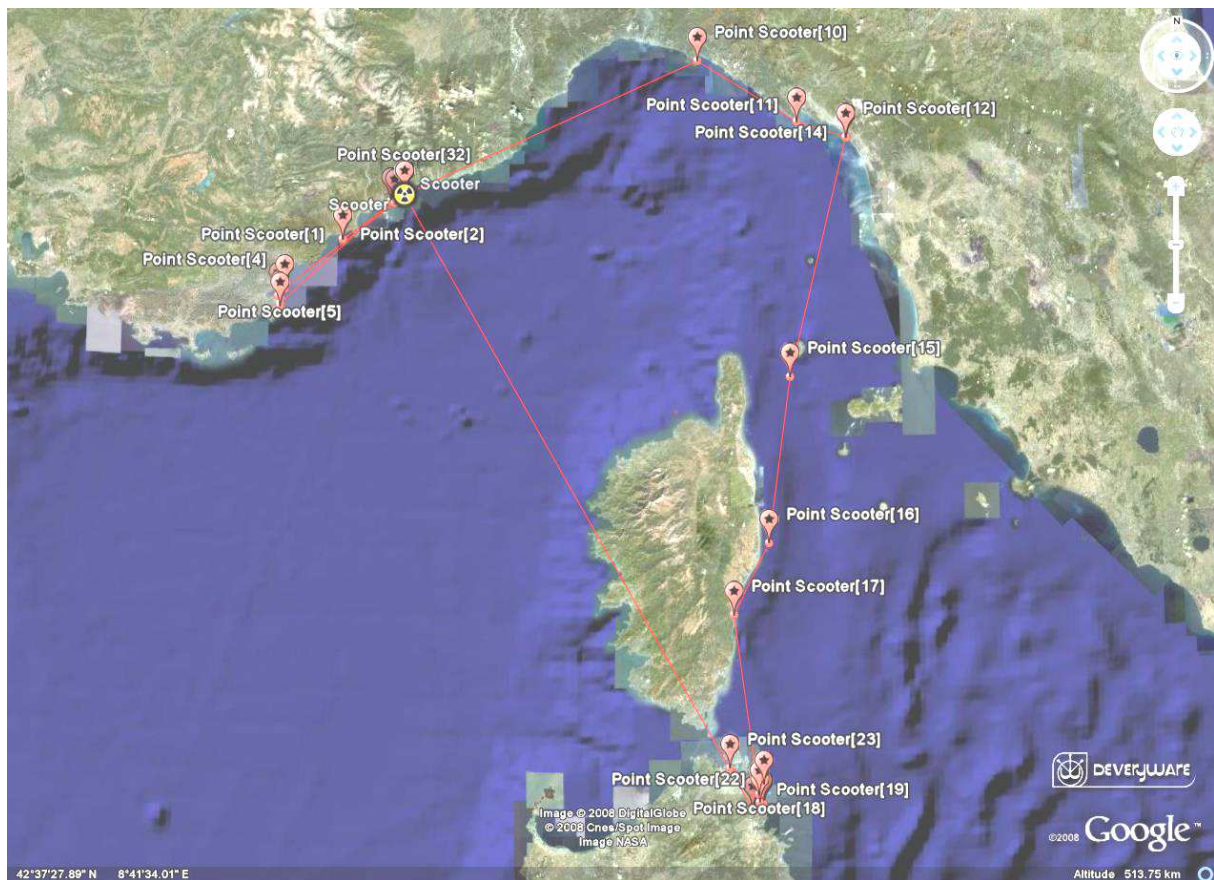 N
Point Scooter[10]
Point Scooter[11]
Point Scooter[12]
Point Scooter[14]
Point Scooter[32]
Scooter
Scooter
Point Scooter[1]
Point Scooter[2]
Point Scooter[4]
Point Scooter[5]
Point Scooter[15]
Point Scooter[16]
Point Scooter[17]
Point Scooter[23]
Point Scooter[22]
Point Scooter[19]
Point Scooter[18]
DEVERYWARE
Image © 2008 DigitalGlobe
© 2008 Cnes/Spot Image
Image NASA
©2008 Google™
42°37'27.89" N 8°41'34.01" E
Altitude 513.75 km